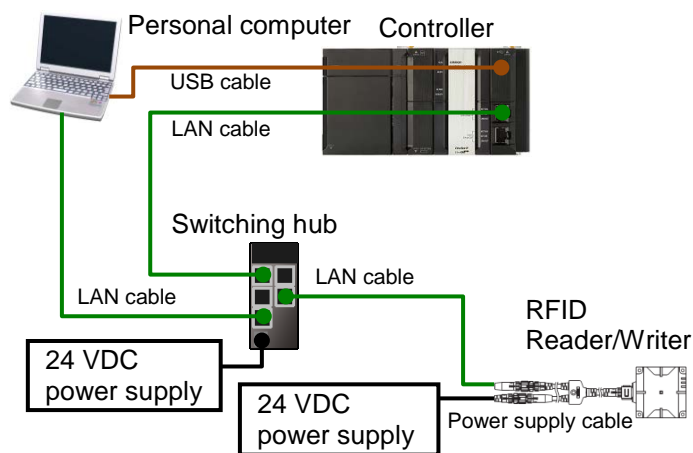 Personal computer
Controller
USB cable
LAN cable
Switching hub
LAN cable
LAN cable
RFID
Reader/Writer
24 VDC
power supply
24 VDC
power supply
Power supply cable